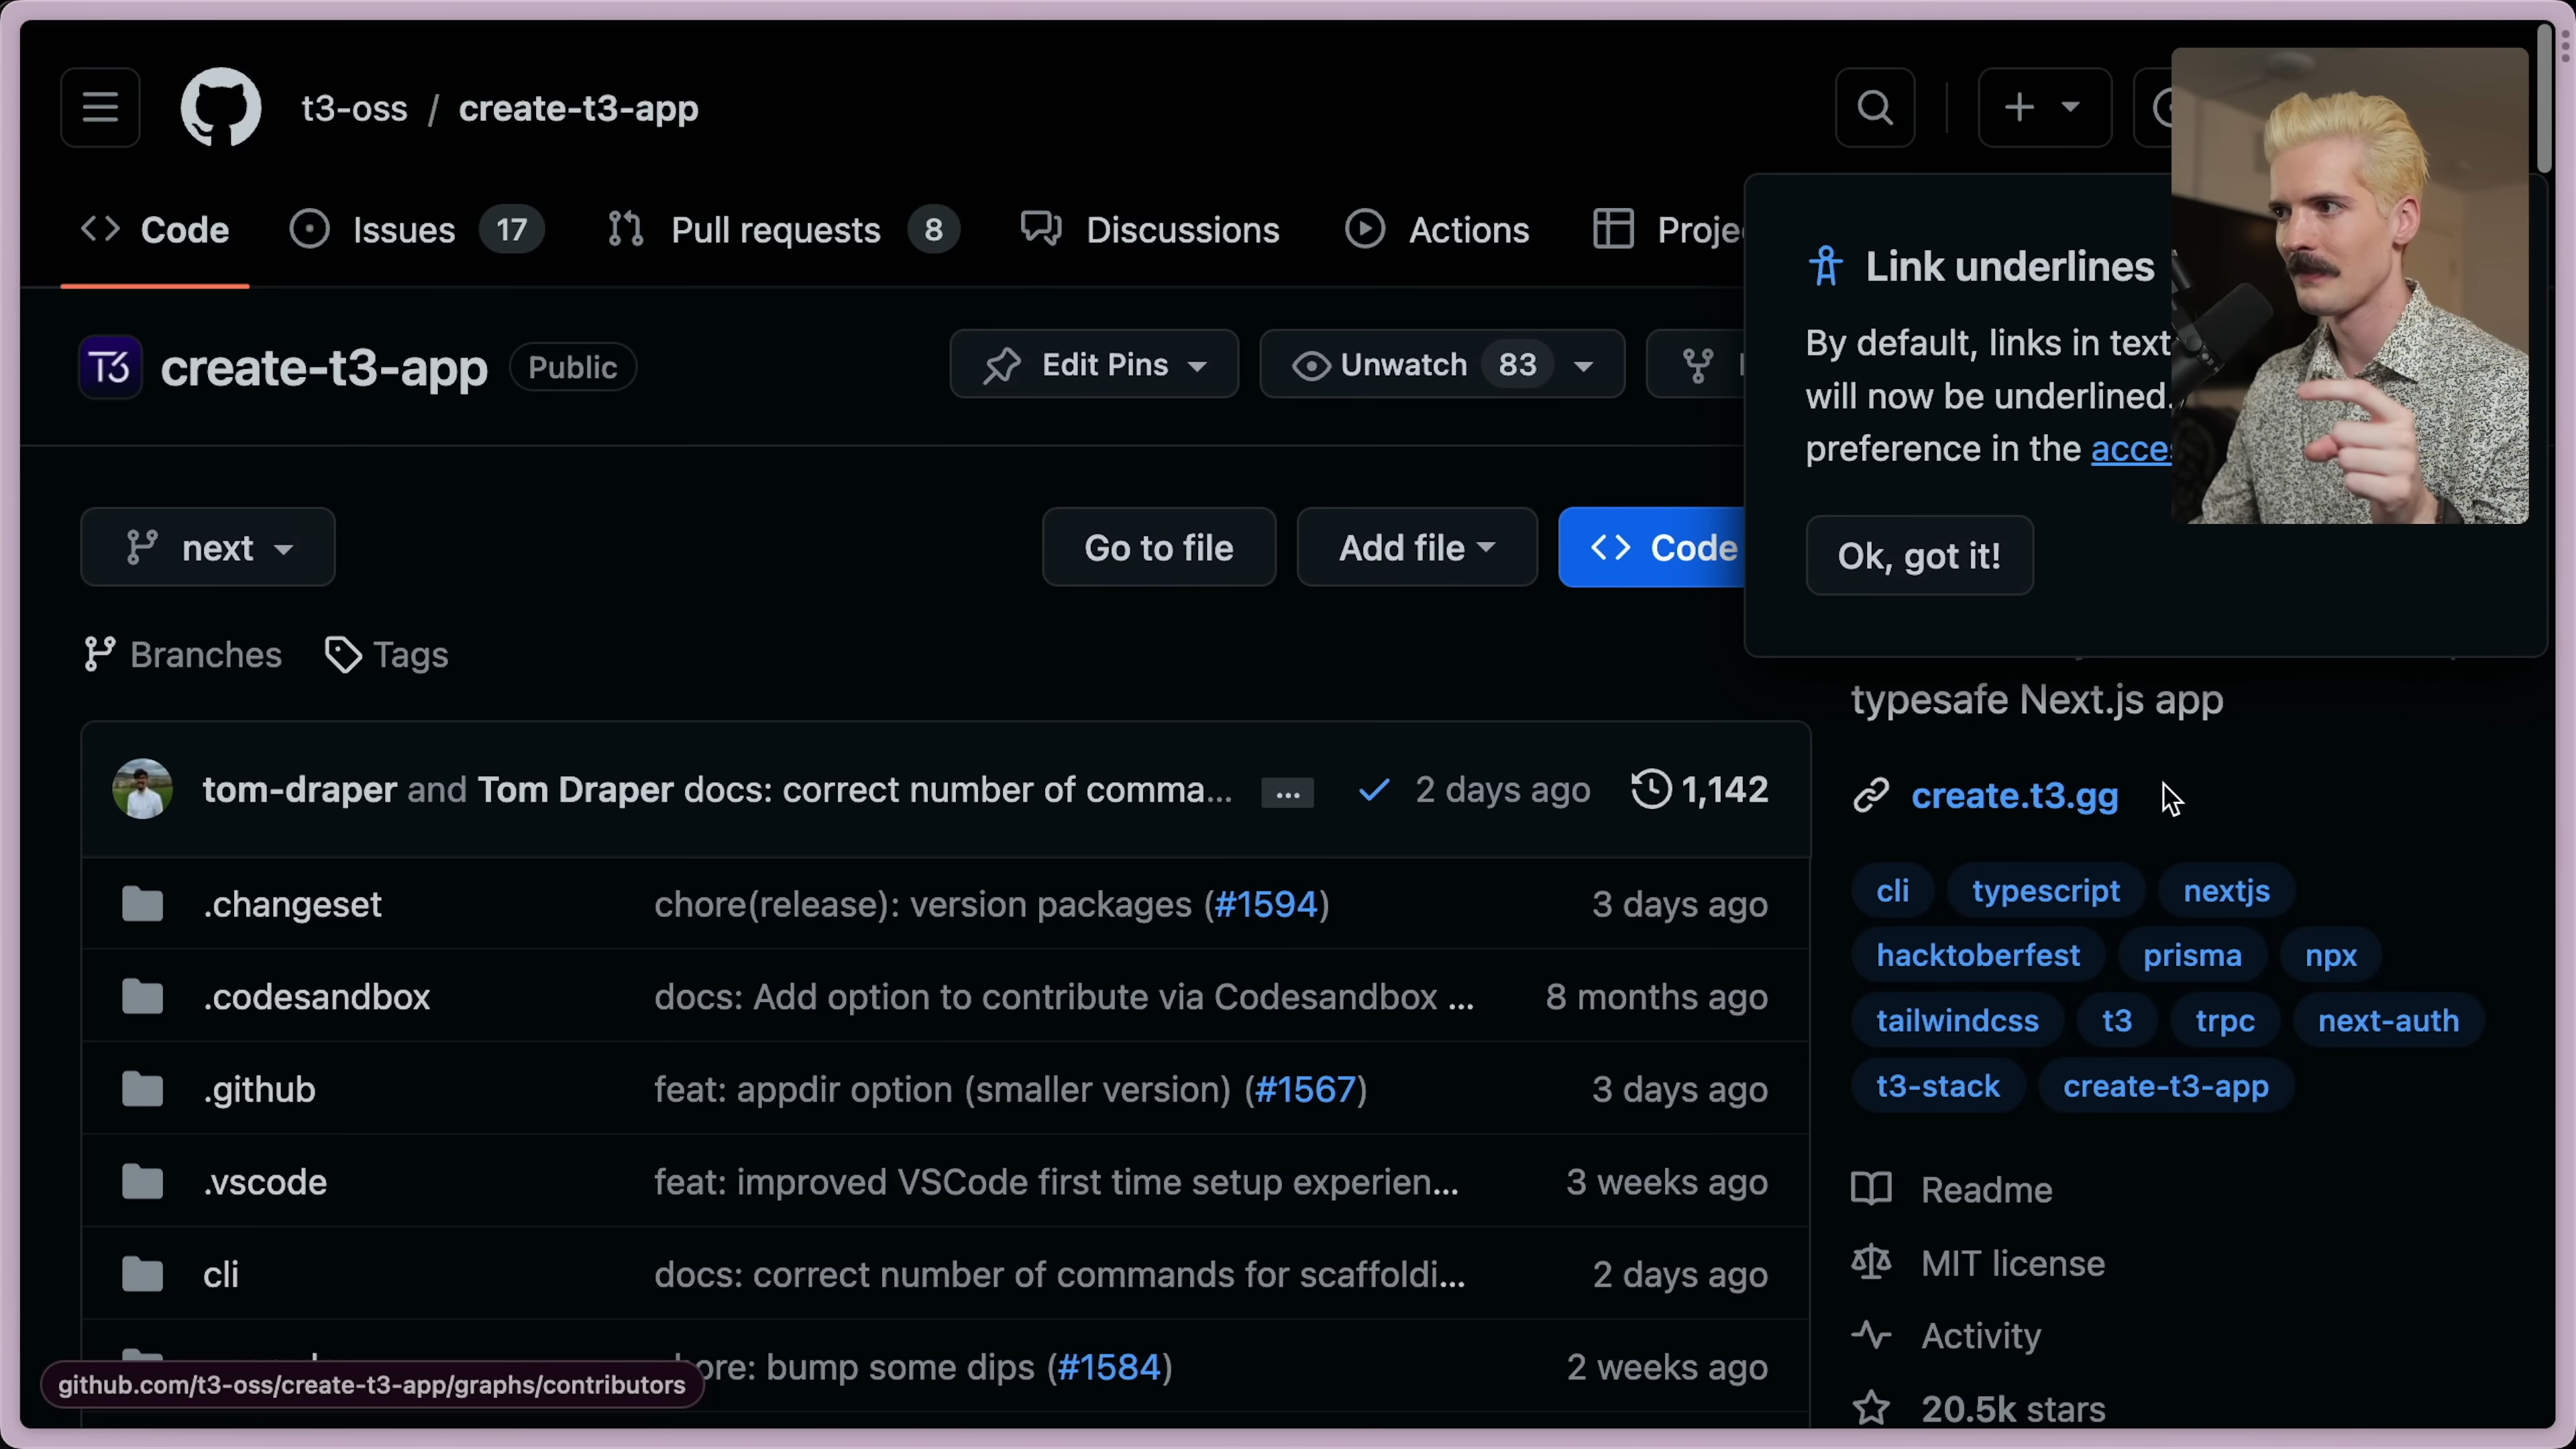 t3-oss / create-t3-app
Code
Issues 17
Pull requests 8
Discussions
Actions
T3 create-t3-app Public
Edit Pins
Unwatch 83
Link underlines
By default, links in text
will now be underlined.
preference in the
Ok, got it!
next
Go to file
Add file
Code
Branches
Tags
typesafe Next.js app
create.t3.gg
cli typescript nextjs
hacktoberfest prisma npx
tailwindcss t3 trpc next-auth
t3-stack create-t3-app
Readme
MIT license
Activity
20.5k stars
tom-draper and Tom Draper docs: correct number of comma... ... 2 days ago 1,142
.changeset chore(release): version packages (#1594) 3 days ago
.codesandbox docs: Add option to contribute via Codesandbox ... 8 months ago
.github feat: appdir option (smaller version) (#1567) 3 days ago
.vscode feat: improved VSCode first time setup experien... 3 weeks ago
cli docs: correct number of commands for scaffoldi... 2 days ago
bump some dips (#1584) 2 weeks ago
github.com/t3-oss/create-t3-app/graphs/contributors